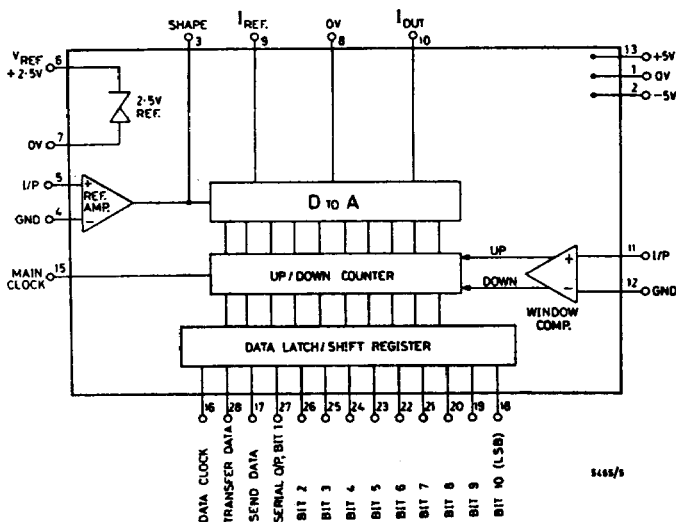 SHAPE IREF. 0V IOUT
3 9 8 10
VREF +2·5V 6
2·5V REF.
0V 7
13 +5V
1 0V
2 -5V
I/P 5
GND 4
+ REF. AMP. -
D TO A
MAIN CLOCK 15
UP/DOWN COUNTER
UP
DOWN
+ -
WINDOW COMP.
11 I/P
12 GND
DATA LATCH/SHIFT REGISTER
16 28 17 27 26 25 24 23 22 21 20 19 18
DATA CLOCK
TRANSFER DATA
SEND DATA
SERIAL O/P, BIT 1
BIT 2
BIT 3
BIT 4
BIT 5
BIT 6
BIT 7
BIT 8
BIT 9
BIT 10 (LSB)